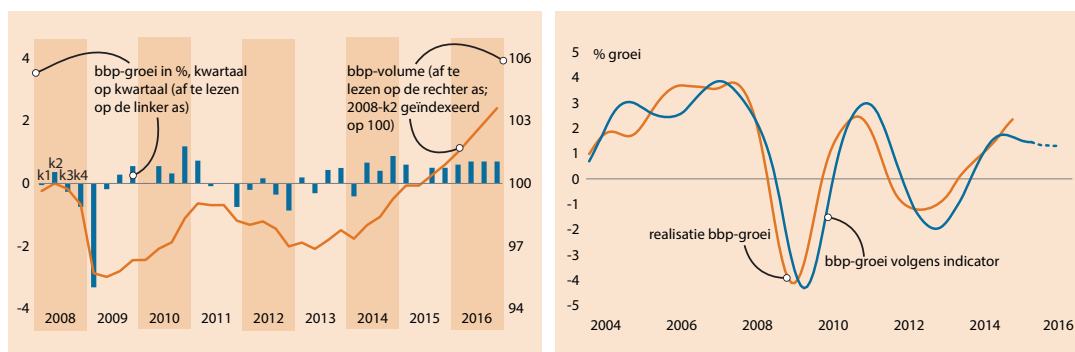 4
106
bbp-groei in %, kwartaal
op kwartaal (af te lezen
op de linker as)
bbp-volume (af te
lezen op de rechter as;
2008-k2 geïndexeerd
op 100)
2
103
k2
k1 k3k4
0
100
-2
97
-4
94
2008 2009 2010 2011 2012 2013 2014 2015 2016
% groei
5
4
3
2
1
0
-1
-2
-3
-4
-5
realisatie bbp-groei
bbp-groei volgens indicator
2004 2006 2008 2010 2012 2014 2016